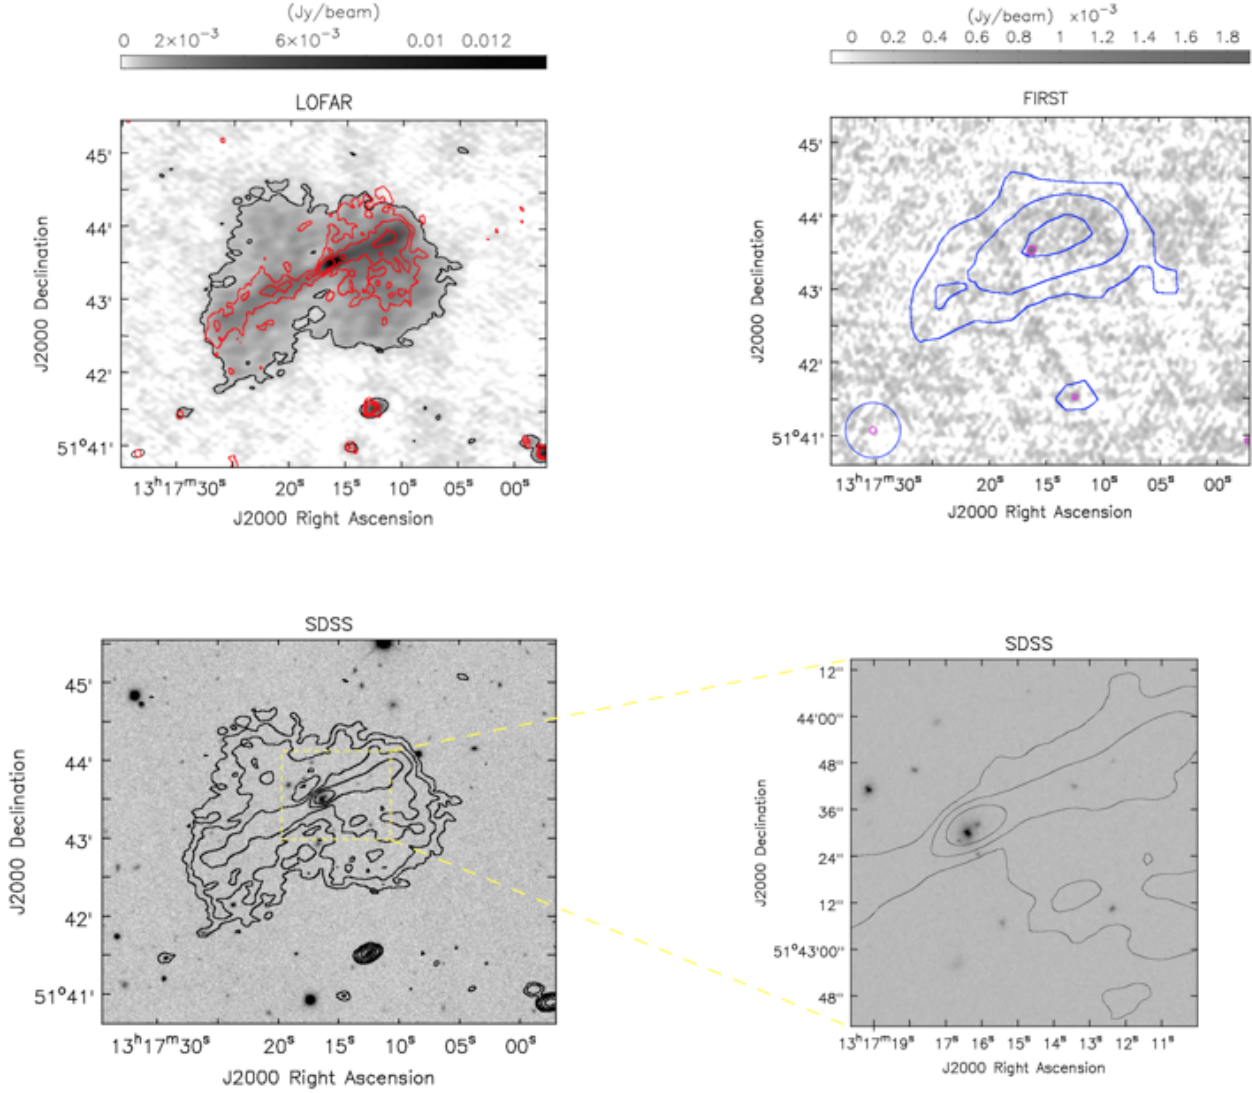 (Jy/beam)
0 2×10⁻³ 6×10⁻³ 0.01 0.012
LOFAR
45'
44'
43'
42'
51°41'
J2000 Declination
13ʰ17ᵐ30ˢ 20ˢ 15ˢ 10ˢ 05ˢ 00ˢ
J2000 Right Ascension
(Jy/beam) ×10⁻³
0 0.2 0.4 0.6 0.8 1 1.2 1.4 1.6 1.8
FIRST
45'
44'
43'
42'
51°41'
J2000 Declination
13ʰ17ᵐ30ˢ 20ˢ 15ˢ 10ˢ 05ˢ 00ˢ
J2000 Right Ascension
SDSS
45'
44'
43'
42'
51°41'
J2000 Declination
13ʰ17ᵐ30ˢ 20ˢ 15ˢ 10ˢ 05ˢ 00ˢ
J2000 Right Ascension
SDSS
12"
44'00"
48"
36"
24"
12"
51°43'00"
48"
J2000 Declination
13ʰ17ᵐ19ˢ 17ˢ 16ˢ 15ˢ 14ˢ 13ˢ 12ˢ 11ˢ
J2000 Right Ascension